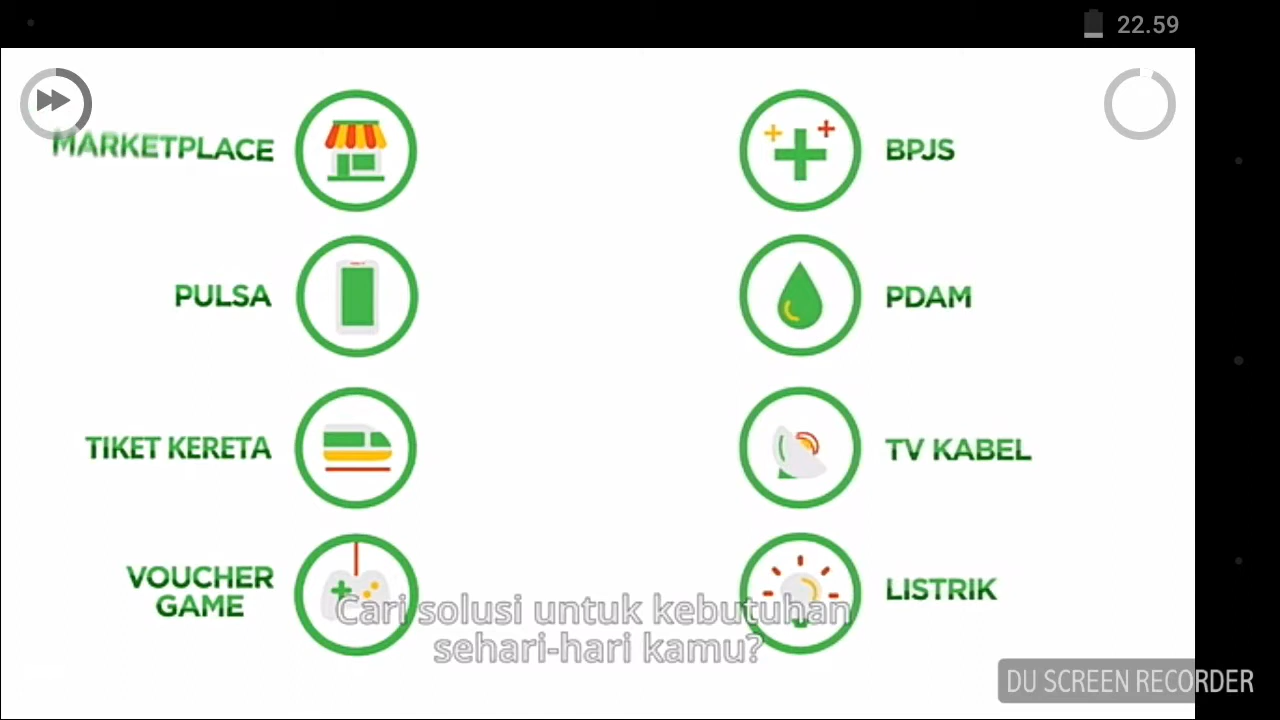 22.59
MARKETPLACE
BPJS
PULSA
PDAM
TIKET KERETA
TV KABEL
VOUCHER
GAME
LISTRIK
Cari solusi untuk kebutuhan
sehari-hari kamu?
DU SCREEN RECORDER